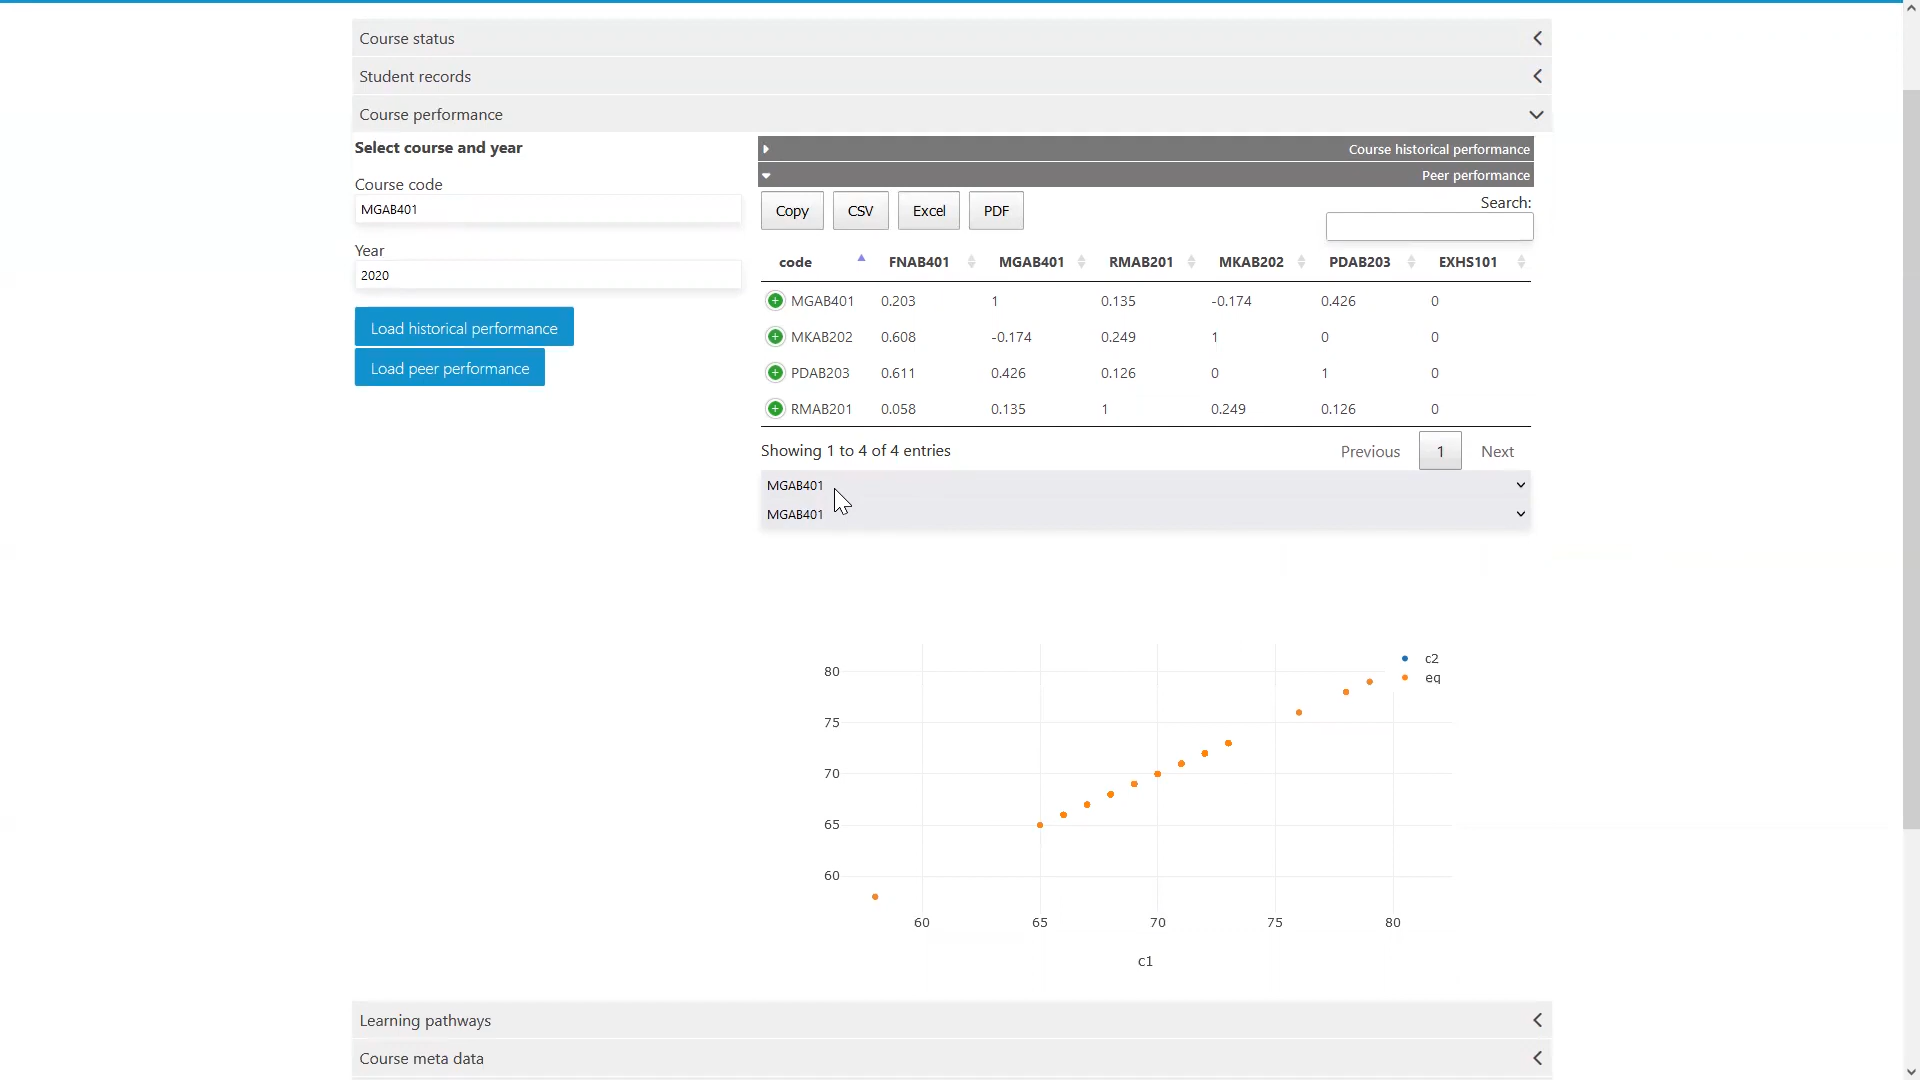 Course status
Student records
Course performance
Select course and year
Course code
MGAB401
Year
2020
Load historical performance
Load peer performance
Course historical performance
Peer performance
Copy CSV Excel PDF
Search:
code FNAB401 MGAB401 RMAB201 MKAB202 PDAB203 EXHS101
MGAB401 0.203 1 0.135 -0.174 0.426 0
MKAB202 0.608 -0.174 0.249 1 0 0
PDAB203 0.611 0.426 0.126 0 1 0
RMAB201 0.058 0.135 1 0.249 0.126 0
Showing 1 to 4 of 4 entries Previous 1 Next
MGAB401
MGAB401
c2
eq
80
75
70
65
60
60 65 70 75 80
c1
Learning pathways
Course meta data